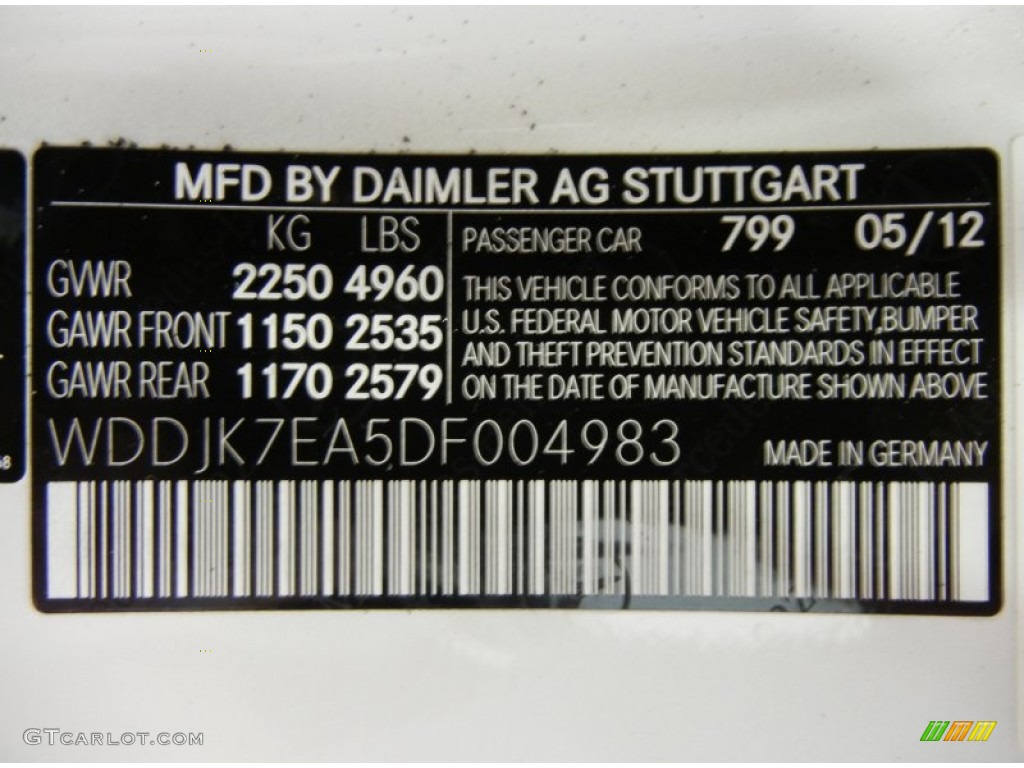 MFD BY DAIMLER AG STUTTGART
KG LBS
GVWR 2250 4960
GAWR FRONT 1150 2535
GAWR REAR 1170 2579
PASSENGER CAR 799 05/12
THIS VEHICLE CONFORMS TO ALL APPLICABLE
U.S. FEDERAL MOTOR VEHICLE SAFETY,BUMPER
AND THEFT PREVENTION STANDARDS IN EFFECT
ON THE DATE OF MANUFACTURE SHOWN ABOVE
WDDJK7EA5DF004983 MADE IN GERMANY
GTCARLOT.COM